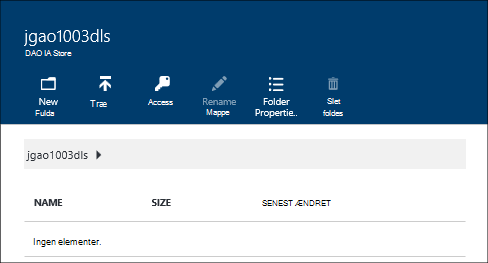 jgao1003dls
DAO IA Store
New
Fulda
Træ
Access
Rename
Mappe
Folder
Propertie..
Slet
foldes
jgao1003dls
NAME SIZE SENEST ÆNDRET
Ingen elementer.